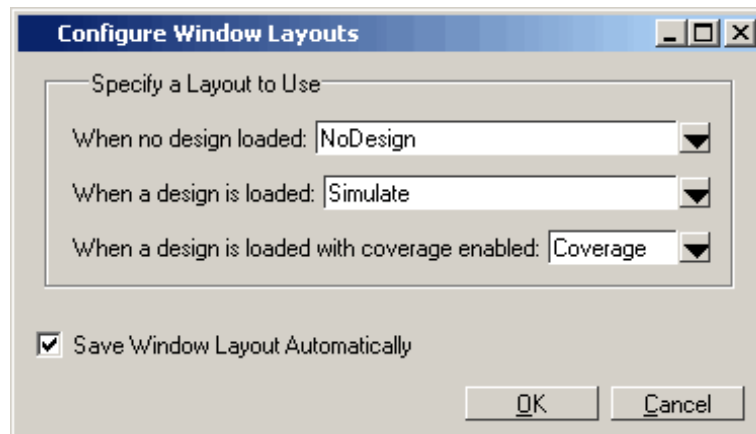 Configure Window Layouts
Specify a Layout to Use
When no design loaded: NoDesign
When a design is loaded: Simulate
When a design is loaded with coverage enabled: Coverage
Save Window Layout Automatically
OK Cancel